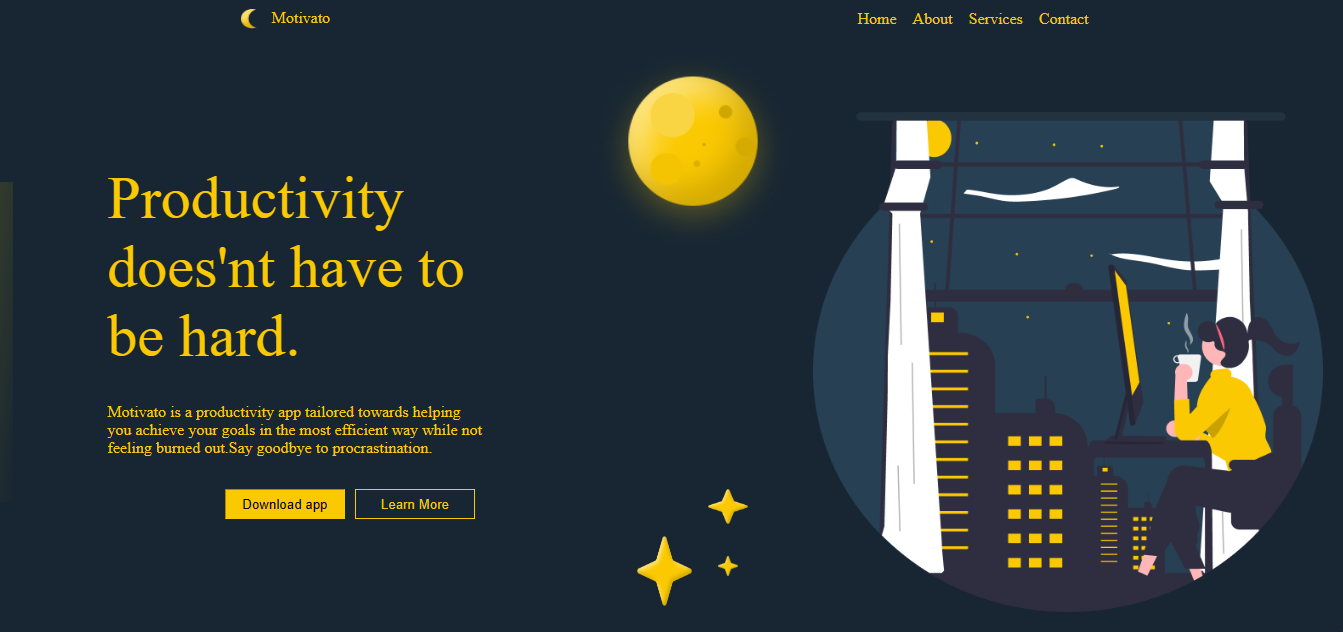 Motivato
Home About Services Contact
Productivity
does'nt have to
be hard.
Motivato is a productivity app tailored towards helping
you achieve your goals in the most efficient way while not
feeling burned out.Say goodbye to procrastination.
Download app Learn More